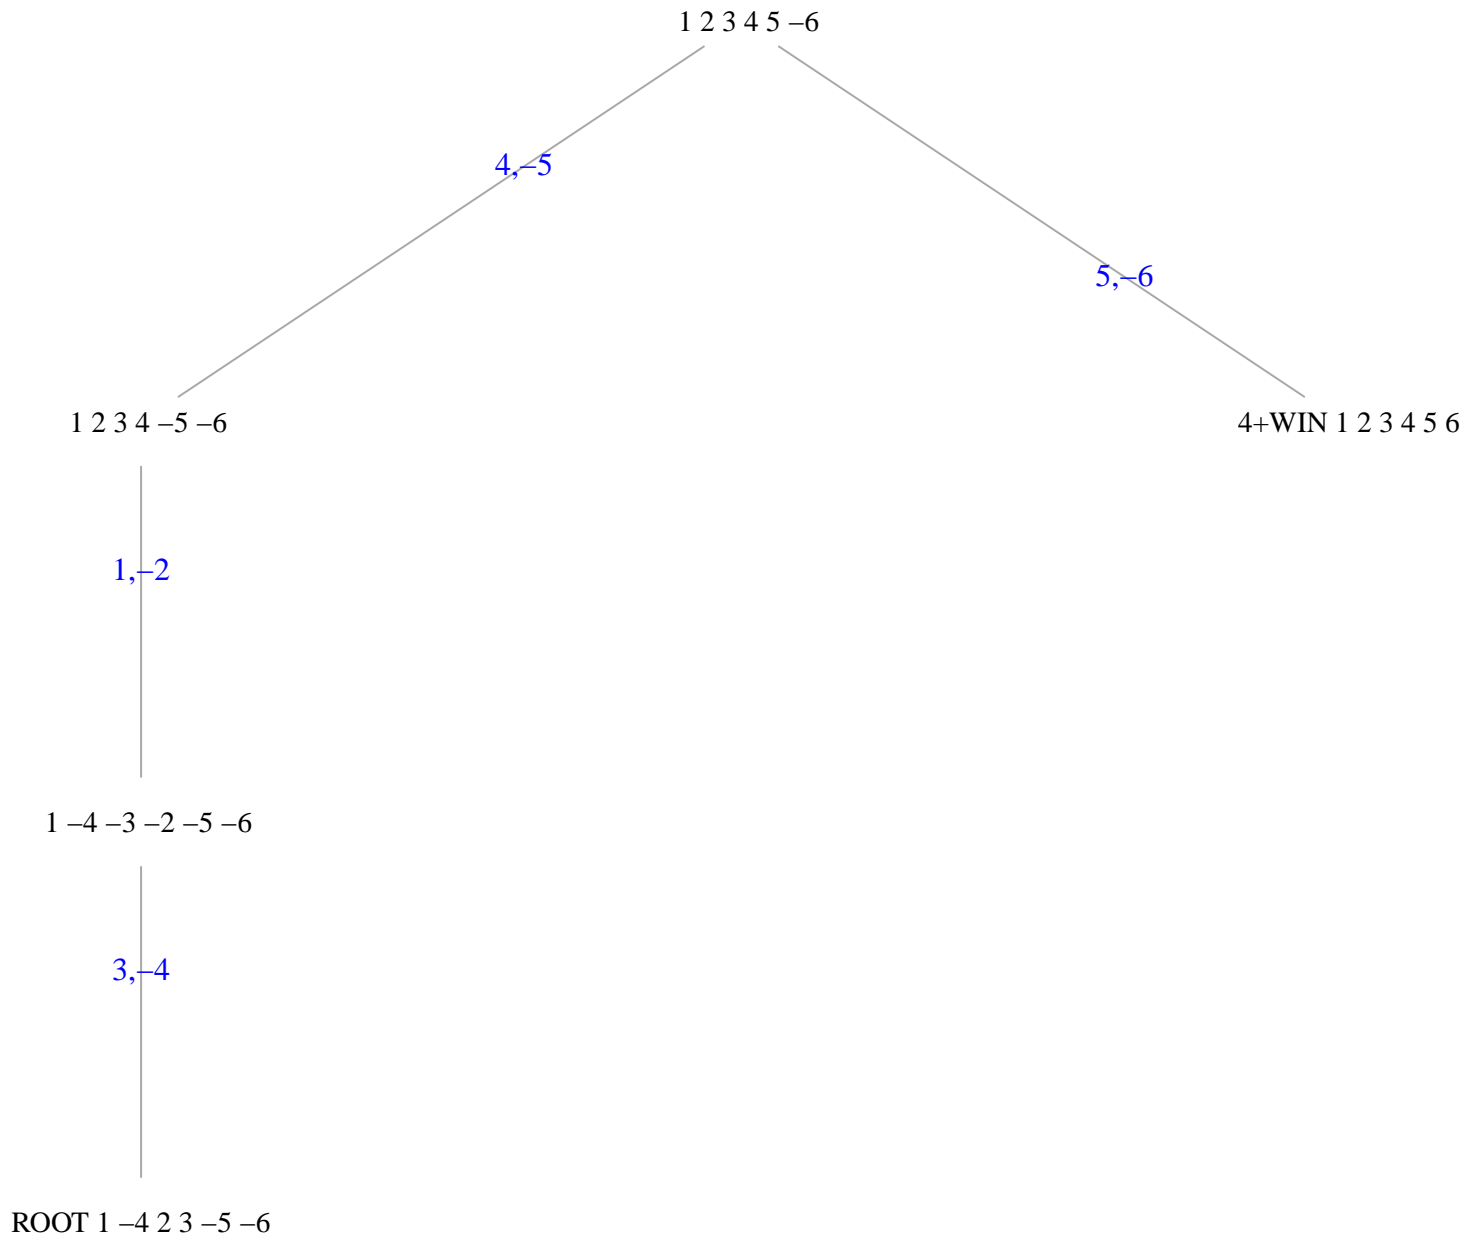 1 2 3 4 5 –6
4,–5
5,–6
1 2 3 4 –5 –6
4+WIN 1 2 3 4 5 6
1,–2
1 –4 –3 –2 –5 –6
3,–4
ROOT 1 –4 2 3 –5 –6